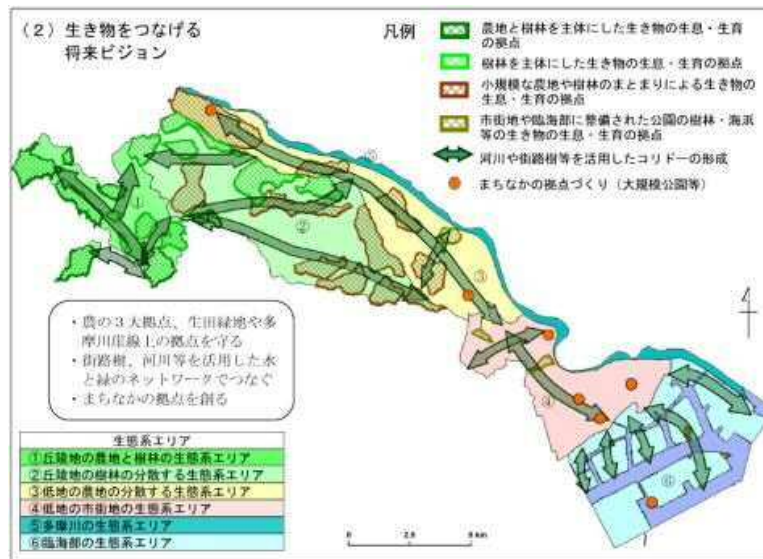 （２）生き物をつなげる
将来ビジョン
凡例
農地と樹林を主体にした生き物の生息・生育
の拠点
樹林を主体にした生き物の生息・生育の拠点
小規模な農地や樹林のまとまりによる生き物の
生息・生育の拠点
市街地や臨海部に整備された公園の樹林・海浜
等の生き物の生息・生育の拠点
河川や街路樹等を活用したコリドーの形成
まちなかの拠点づくり（大規模公園等）
⑤
①
②
③
④
⑥
・農の３大拠点、生田緑地や多
摩川崖線上の拠点を守る
・街路樹、河川等を活用した水
と緑のネットワークでつなぐ
・まちなかの拠点を創る
生態系エリア
①丘陵地の農地と樹林の生態系エリア
②丘陵地の樹林の分散する生態系エリア
③低地の農地の分散する生態系エリア
④低地の市街地の生態系エリア
⑤多摩川の生態系エリア
⑥臨海部の生態系エリア
0 2.5 5 km